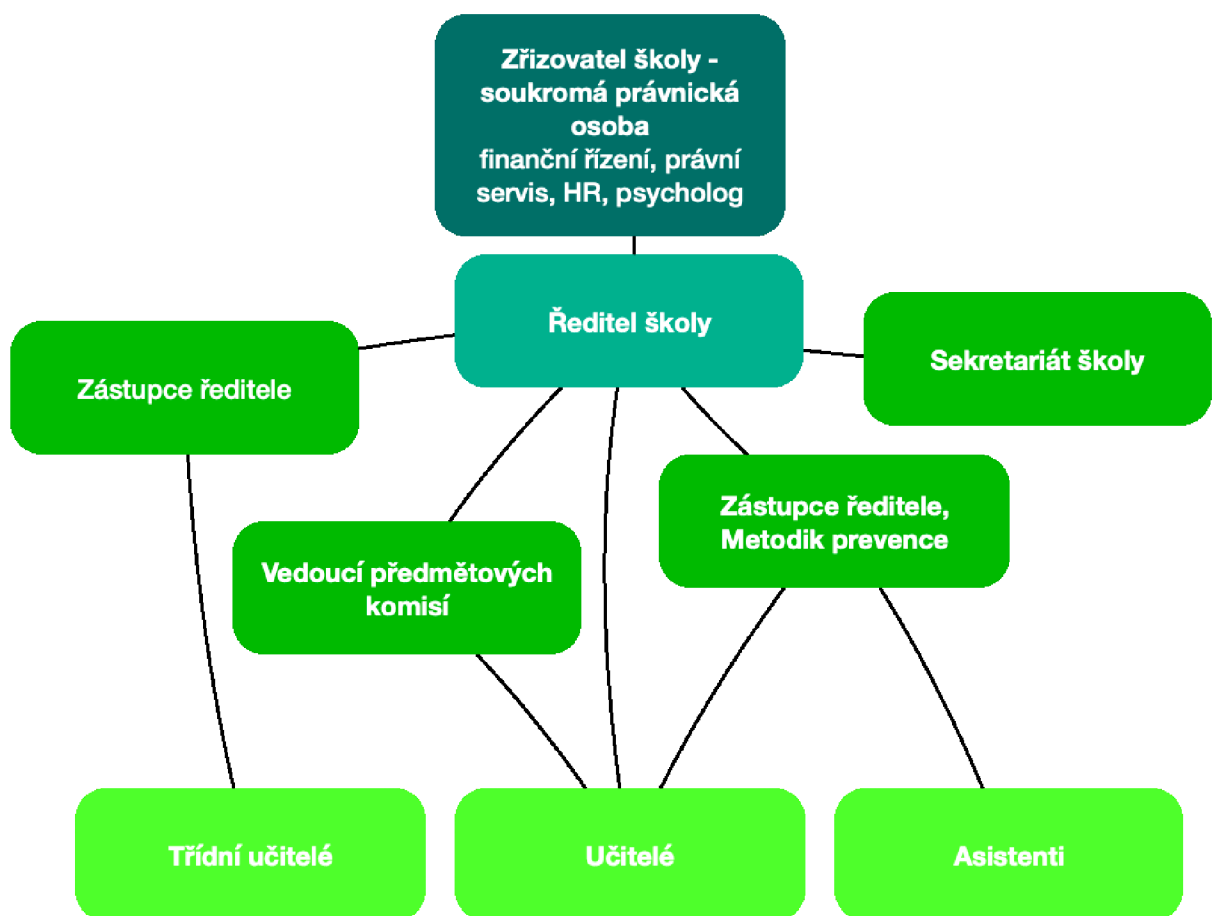 Zřizovatel školy -
soukromá právnická
osoba
finanční řízení, právní
servis, HR, psycholog
Ředitel školy
Sekretariát školy
Zástupce ředitele
Zástupce ředitele,
Metodik prevence
Vedoucí předmětových
komisí
Třídní učitelé
Učitelé
Asistenti